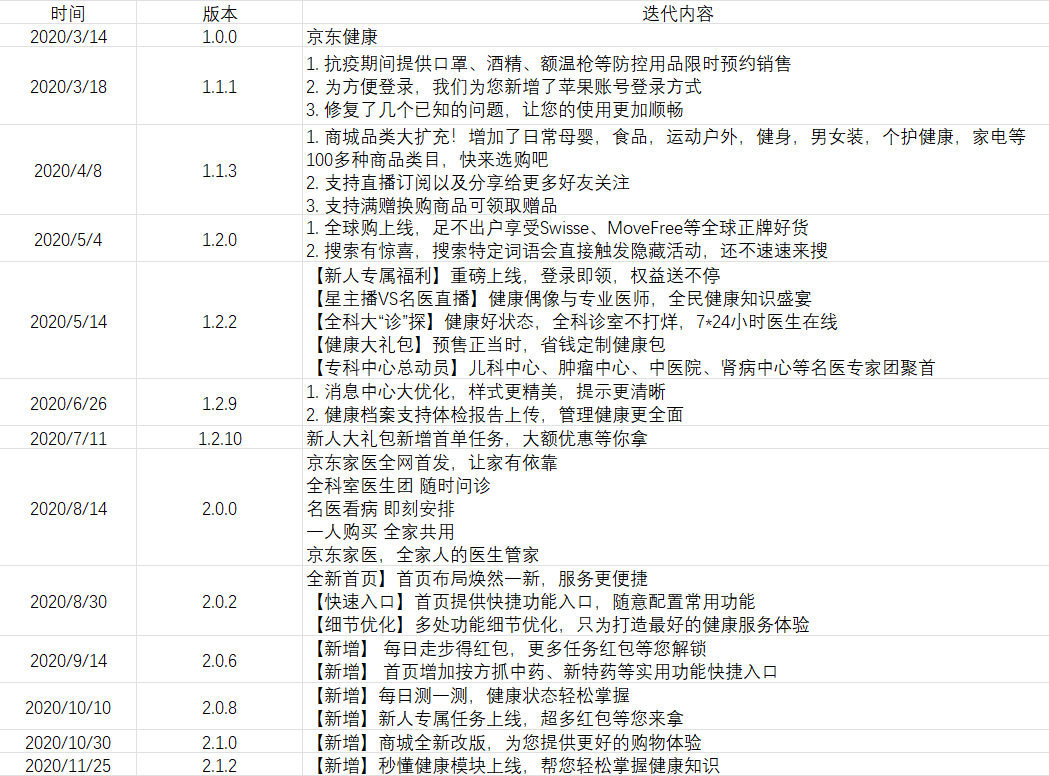 时间 版本 迭代内容
2020/3/14 1.0.0 京东健康
1. 抗疫期间提供口罩、酒精、额温枪等防控用品限时预约销售
2020/3/18 1.1.1 2. 为方便登录，我们为您新增了苹果账号登录方式
3. 修复了几个已知的问题，让您的使用更加顺畅
1. 商城品类大扩充！增加了日常母婴，食品，运动户外，健身，男女装，个护健康，家电等
100多种商品类目，快来选购吧
2020/4/8 1.1.3
2. 支持直播订阅以及分享给更多好友关注
3. 支持满赠换购商品可领取赠品
1. 全球购上线，足不出户享受Swisse、MoveFree等全球正牌好货
2020/5/4 1.2.0
2. 搜索有惊喜，搜索特定词语会直接触发隐藏活动，还不速速来搜
【新人专属福利】重磅上线，登录即领，权益送不停
【星主播VS名医直播】健康偶像与专业医师，全民健康知识盛宴
2020/5/14 1.2.2 【全科大“诊”探】健康好状态，全科诊室不打烊，7*24小时医生在线
【健康大礼包】预售正当时，省钱定制健康包
【专科中心总动员】儿科中心、肿瘤中心、中医院、肾病中心等名医专家团聚首
1. 消息中心大优化，样式更精美，提示更清晰
2020/6/26 1.2.9
2. 健康档案支持体检报告上传，管理健康更全面
2020/7/11 1.2.10 新人大礼包新增首单任务，大额优惠等你拿
京东家医全网首发，让家有依靠
全科室医生团 随时问诊
2020/8/14 2.0.0 名医看病 即刻安排
一人购买 全家共用
京东家医，全家人的医生管家
全新首页】首页布局焕然一新，服务更便捷
2020/8/30 2.0.2 【快速入口】首页提供快捷功能入口，随意配置常用功能
【细节优化】多处功能细节优化，只为打造最好的健康服务体验
【新增】 每日走步得红包，更多任务红包等您解锁
2020/9/14 2.0.6
【新增】 首页增加按方抓中药、新特药等实用功能快捷入口
【新增】每日测一测，健康状态轻松掌握
2020/10/10 2.0.8
【新增】新人专属任务上线，超多红包等您来拿
2020/10/30 2.1.0 【新增】商城全新改版，为您提供更好的购物体验
2020/11/25 2.1.2 【新增】秒懂健康模块上线，帮您轻松掌握健康知识